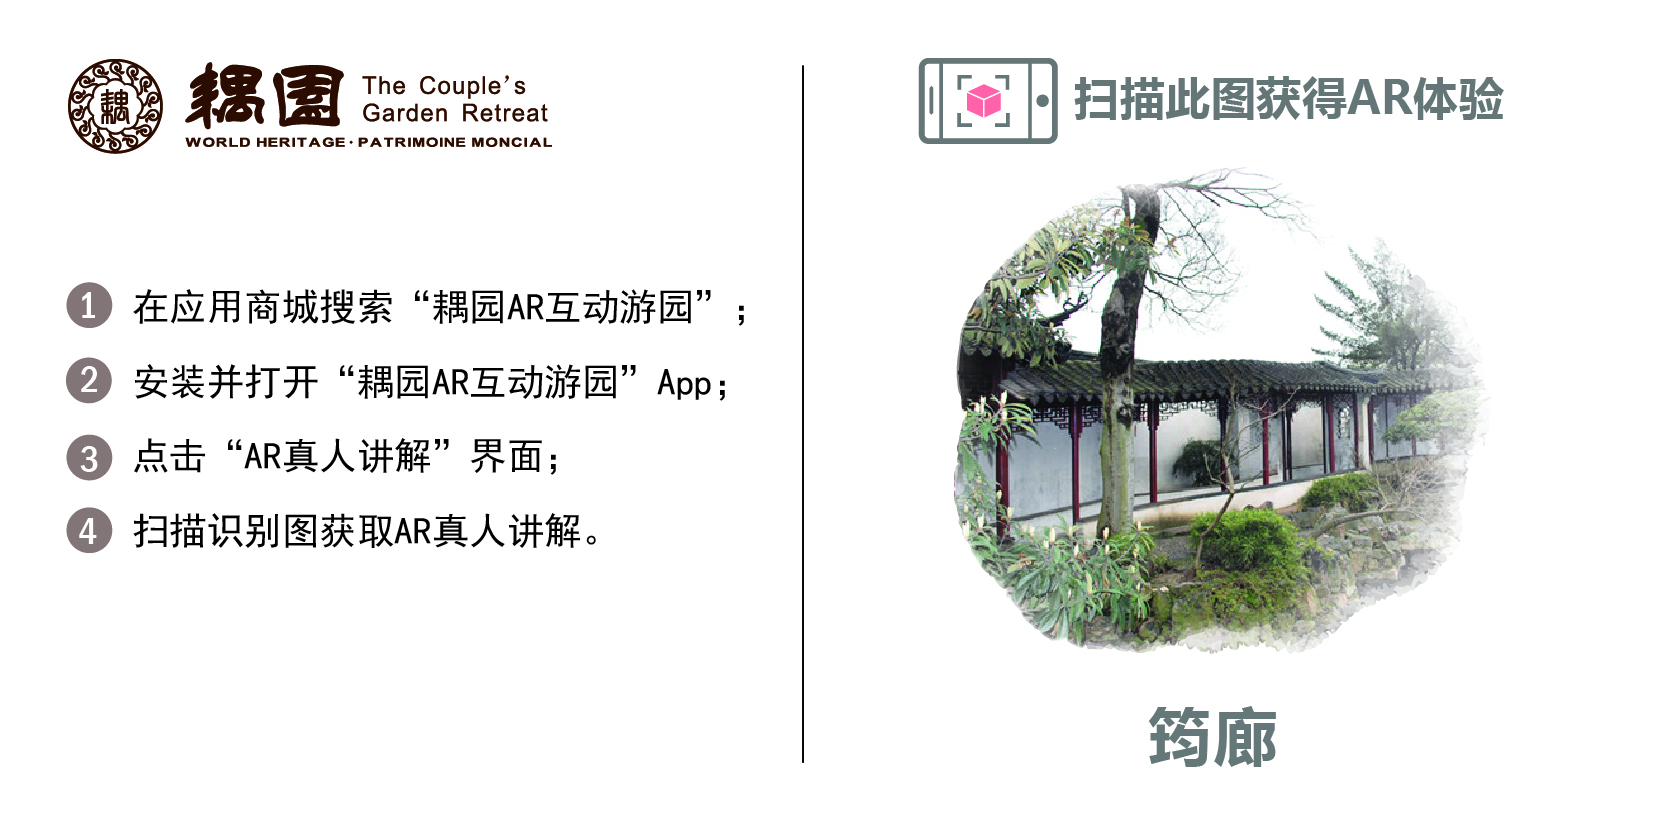 耦
耦園
The Couple's
Garden Retreat
WORLD HERITAGE·PATRIMOINE MONCIAL
1 在应用商城搜索“耦园AR互动游园”；
2 安装并打开“耦园AR互动游园”App；
3 点击“AR真人讲解”界面；
4 扫描识别图获取AR真人讲解。
扫描此图获得AR体验
筠廊